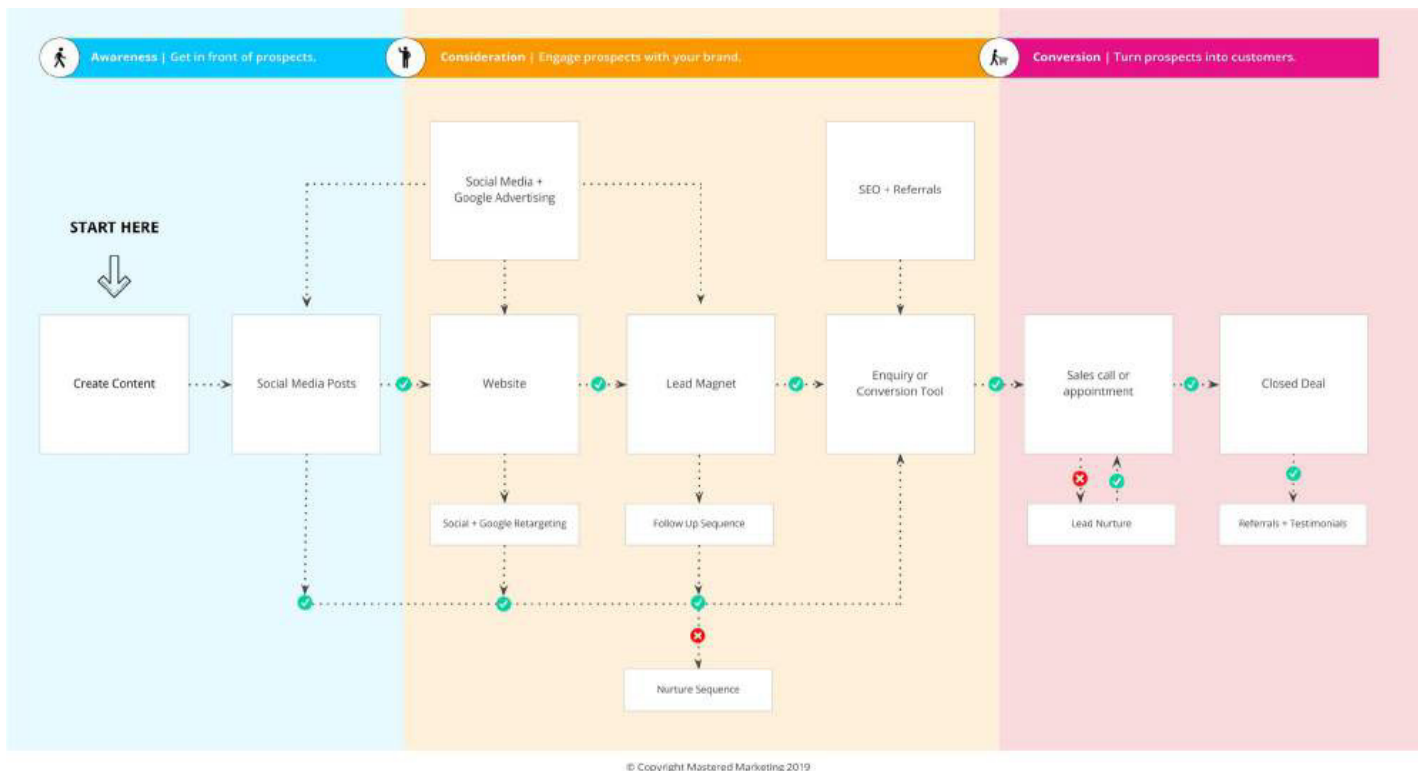 Awareness | Get in front of prospects.
Consideration | Engage prospects with your brand.
Conversion | Turn prospects into customers.
Social Media +
Google Advertising
SEO + Referrals
START HERE
Create Content
Social Media Posts
Website
Lead Magnet
Enquiry or
Conversion Tool
Sales call or
appointment
Closed Deal
Social + Google Retargeting
Follow Up Sequence
Lead Nurture
Referrals + Testimonials
Nurture Sequence
© Copyright Mastered Marketing 2019